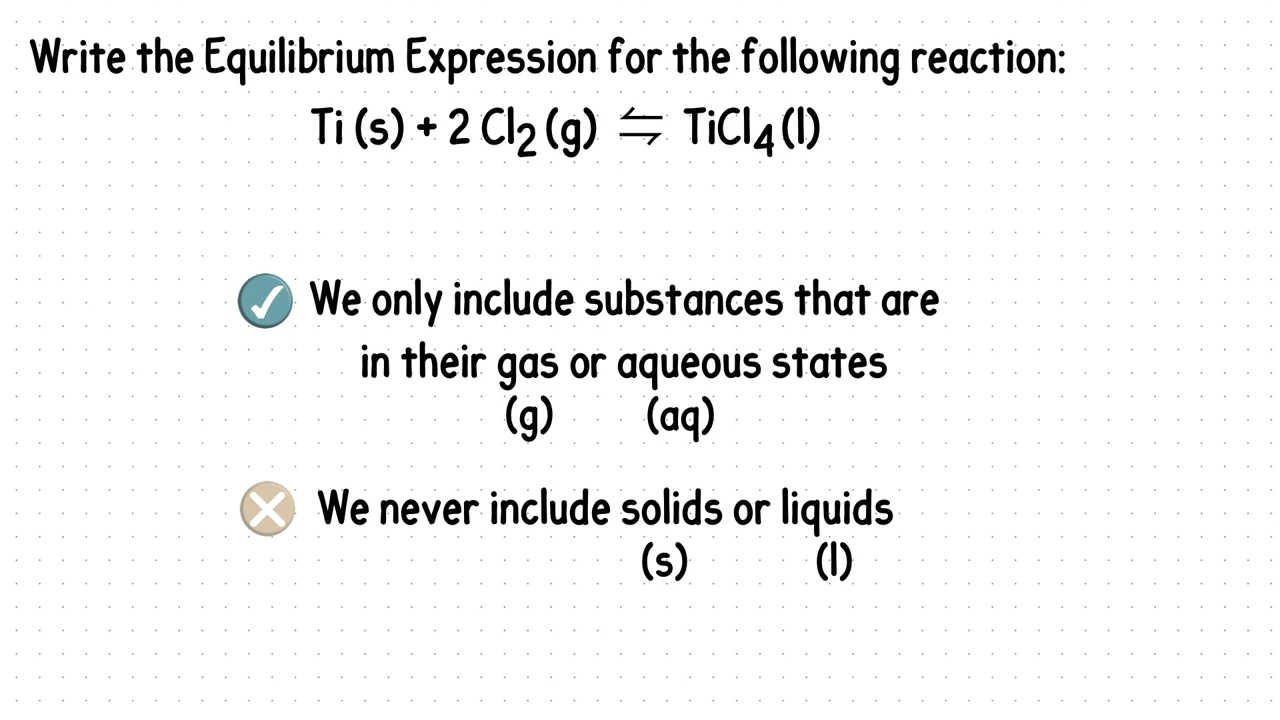 Write the Equilibrium Expression for the following reaction:
Ti (s) + 2 Cl₂ (g) ⇋ TiCl₄ (l)
We only include substances that are
in their gas or aqueous states
(g) (aq)
We never include solids or liquids
(s) (l)